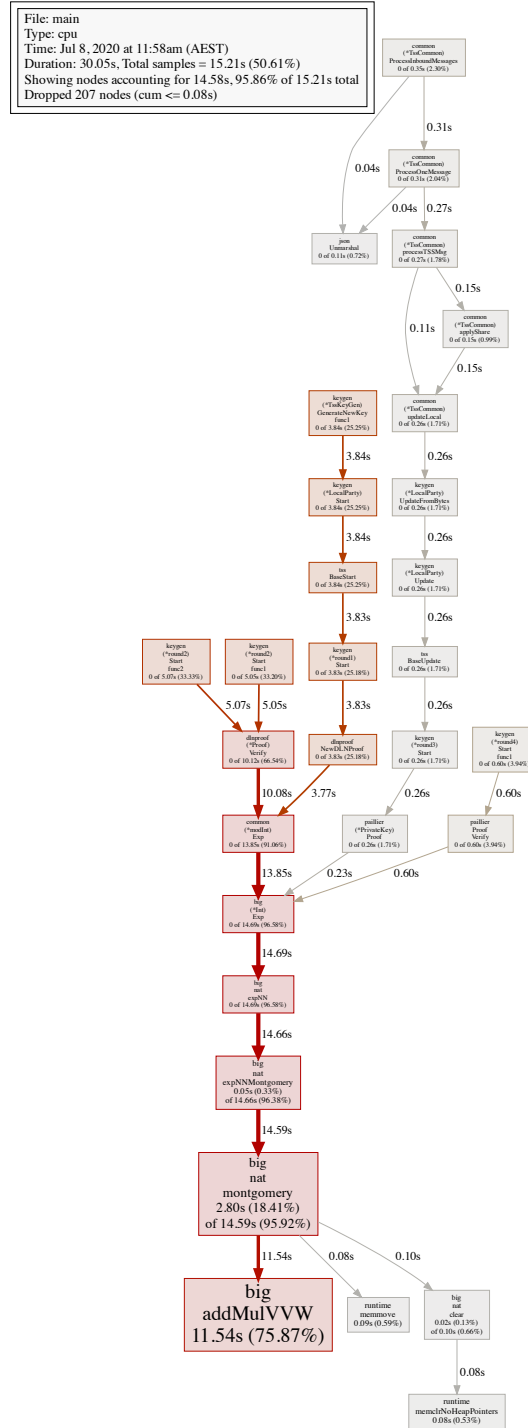 File: main
Type: cpu
Time: Jul 8, 2020 at 11:58am (AEST)
Duration: 30.05s, Total samples = 15.21s (50.61%)
Showing nodes accounting for 14.58s, 95.86% of 15.21s total
Dropped 207 nodes (cum <= 0.08s)
common
(*TssCommon)
ProcessInboundMessages
0 of 0.35s (2.30%)
0.31s
0.04s
common
(*TssCommon)
ProcessOneMessage
0 of 0.31s (2.04%)
0.04s
0.27s
json
Unmarshal
0 of 0.11s (0.72%)
common
(*TssCommon)
processTSSMsg
0 of 0.27s (1.78%)
0.15s
0.11s
common
(*TssCommon)
applyShare
0 of 0.15s (0.99%)
0.15s
keygen
(*TssKeyGen)
GenerateNewKey
func1
0 of 3.84s (25.25%)
common
(*TssCommon)
updateLocal
0 of 0.26s (1.71%)
3.84s
0.26s
keygen
(*LocalParty)
Start
0 of 3.84s (25.25%)
keygen
(*LocalParty)
UpdateFromBytes
0 of 0.26s (1.71%)
3.84s
0.26s
tss
BaseStart
0 of 3.84s (25.25%)
keygen
(*LocalParty)
Update
0 of 0.26s (1.71%)
3.83s
0.26s
keygen
(*round2)
Start
func2
0 of 5.07s (33.33%)
keygen
(*round2)
Start
func1
0 of 5.05s (33.20%)
keygen
(*round1)
Start
0 of 3.83s (25.18%)
tss
BaseUpdate
0 of 0.26s (1.71%)
5.07s
5.05s
3.83s
0.26s
dlnproof
(*Proof)
Verify
0 of 10.12s (66.54%)
dlnproof
NewDLNProof
0 of 3.83s (25.18%)
keygen
(*round3)
Start
0 of 0.26s (1.71%)
keygen
(*round4)
Start
func1
0 of 0.60s (3.94%)
10.08s
3.77s
0.26s
0.60s
common
(*modInt)
Exp
0 of 13.85s (91.06%)
paillier
(*PrivateKey)
Proof
0 of 0.26s (1.71%)
paillier
Proof
Verify
0 of 0.60s (3.94%)
13.85s
0.23s
0.60s
big
(*Int)
Exp
0 of 14.69s (96.58%)
14.69s
big
nat
expNN
0 of 14.69s (96.58%)
14.66s
big
nat
expNNMontgomery
0.05s (0.33%)
of 14.66s (96.38%)
14.59s
big
nat
montgomery
2.80s (18.41%)
of 14.59s (95.92%)
11.54s
0.08s
0.10s
big
addMulVVW
11.54s (75.87%)
runtime
memmove
0.09s (0.59%)
big
nat
clear
0.02s (0.13%)
of 0.10s (0.66%)
0.08s
runtime
memclrNoHeapPointers
0.08s (0.53%)